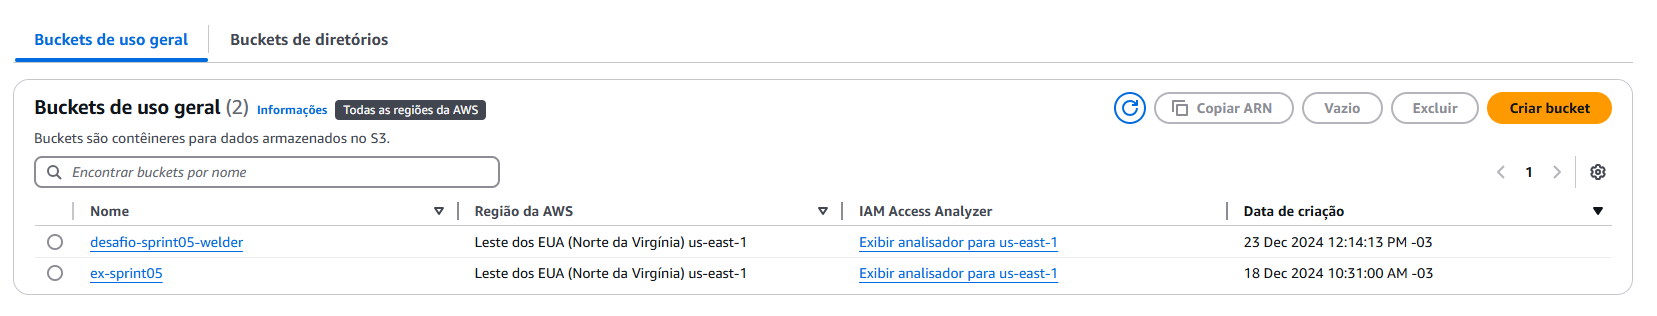 Buckets de uso geral Buckets de diretórios
Buckets de uso geral (2) Informações Todas as regiões da AWS Copiar ARN Vazio Excluir Criar bucket
Buckets são contêineres para dados armazenados no S3.
Encontrar buckets por nome 1
Nome Região da AWS IAM Access Analyzer Data de criação
desafio-sprint05-welder Leste dos EUA (Norte da Virgínia) us-east-1 Exibir analisador para us-east-1 23 Dec 2024 12:14:13 PM -03
ex-sprint05 Leste dos EUA (Norte da Virgínia) us-east-1 Exibir analisador para us-east-1 18 Dec 2024 10:31:00 AM -03